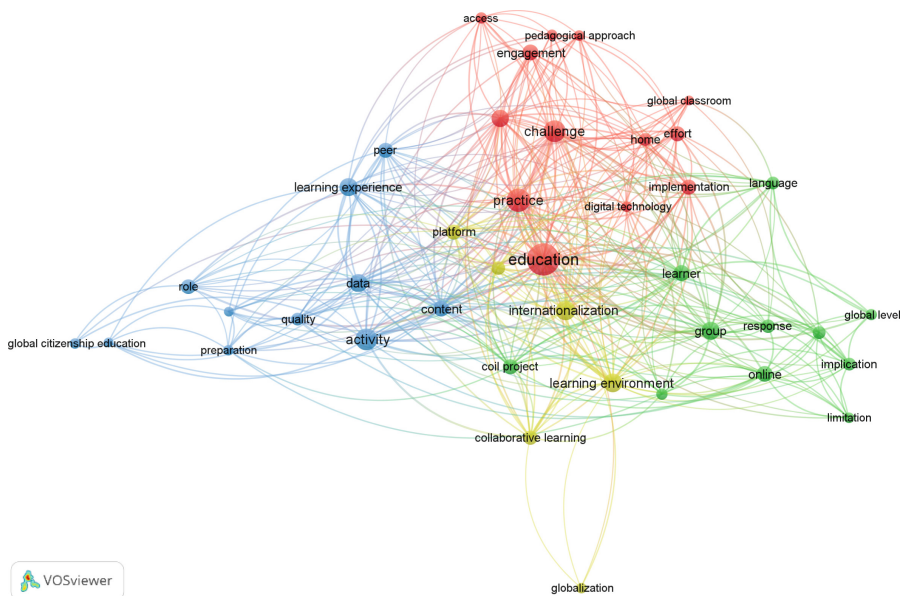 access
pedagogical approach
engagement
global classroom
challenge
effort
home
peer
language
learning experience
implementation
practice
digital technology
platform
education
learner
role
data
content
internationalization
global level
quality
group
response
activity
global citizenship education
preparation
coil project
implication
online
learning environment
limitation
collaborative learning
VOSviewer
globalization